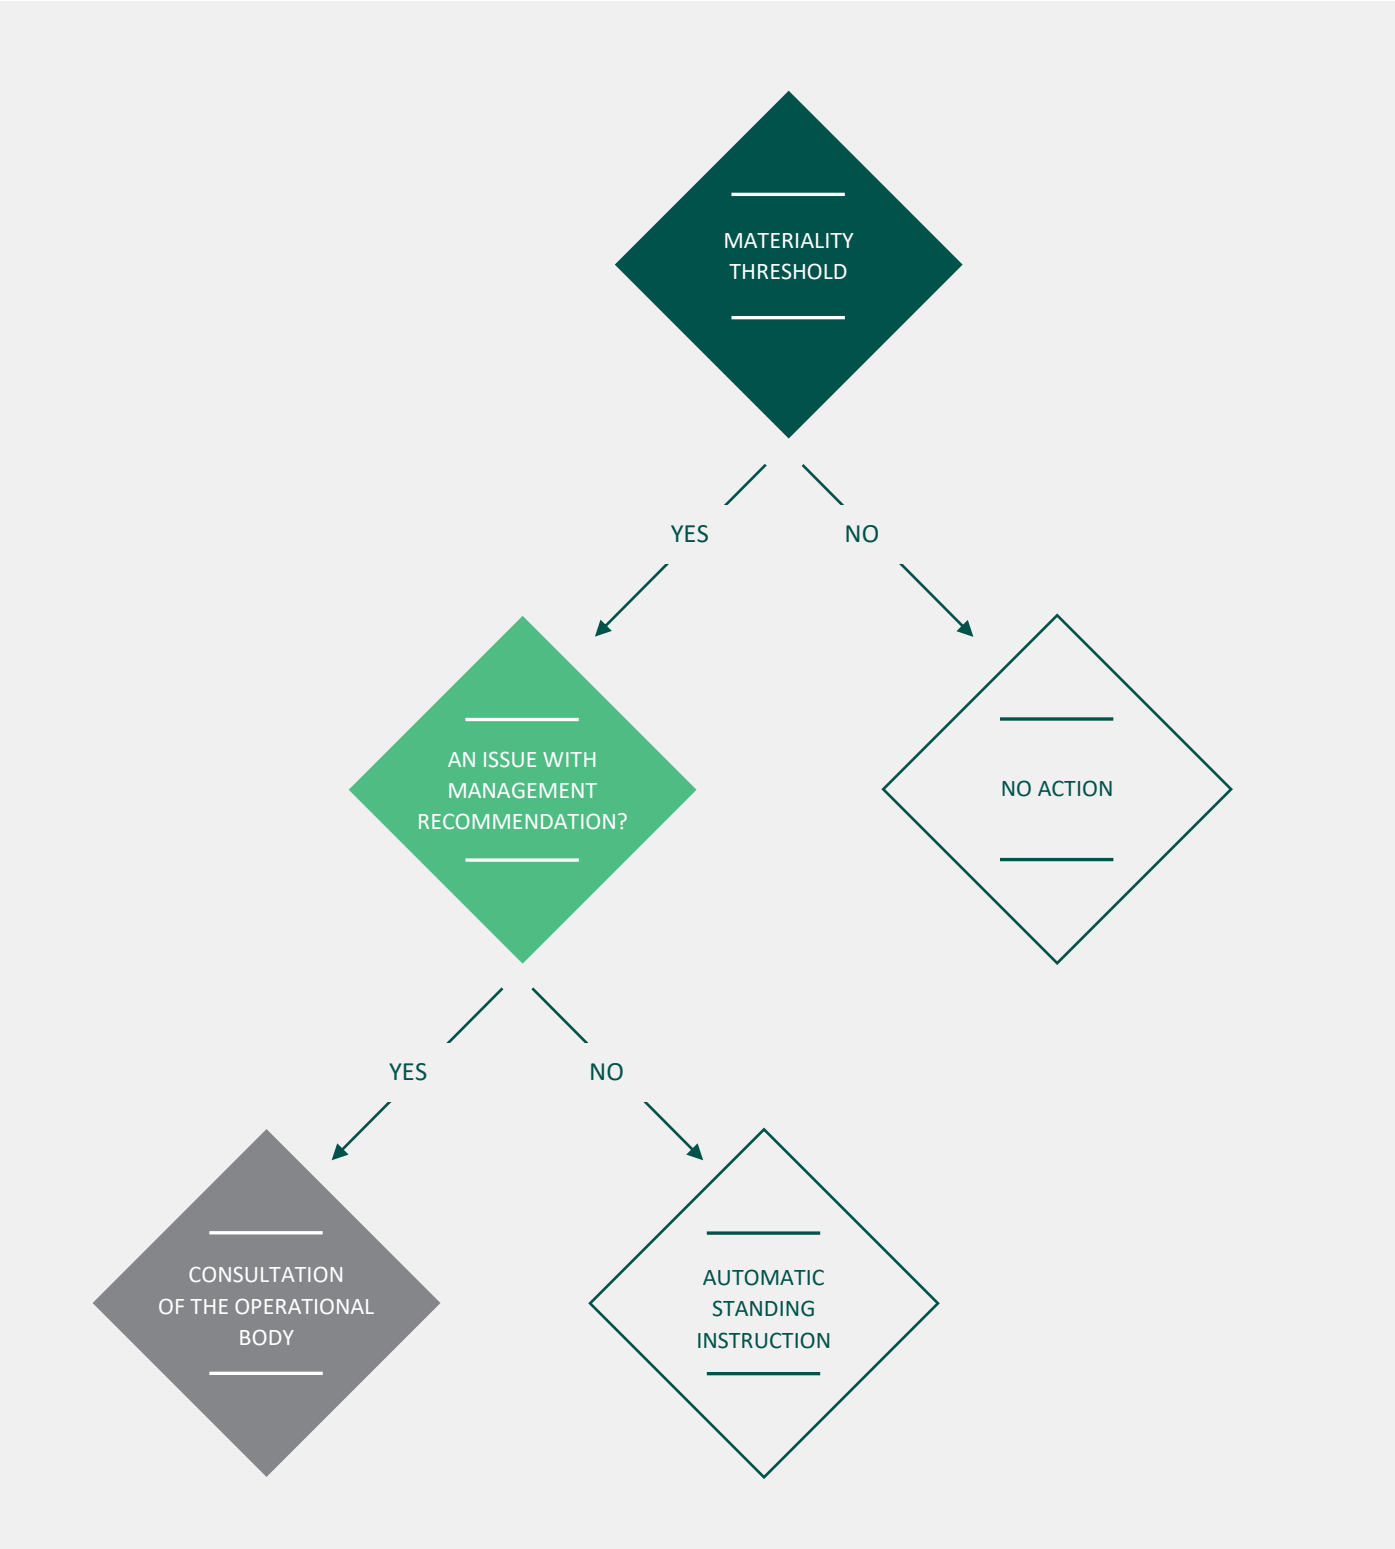 MATERIALITY
THRESHOLD
YES
NO
AN ISSUE WITH
MANAGEMENT
RECOMMENDATION?
NO ACTION
YES
NO
CONSULTATION
OF THE OPERATIONAL
BODY
AUTOMATIC
STANDING
INSTRUCTION